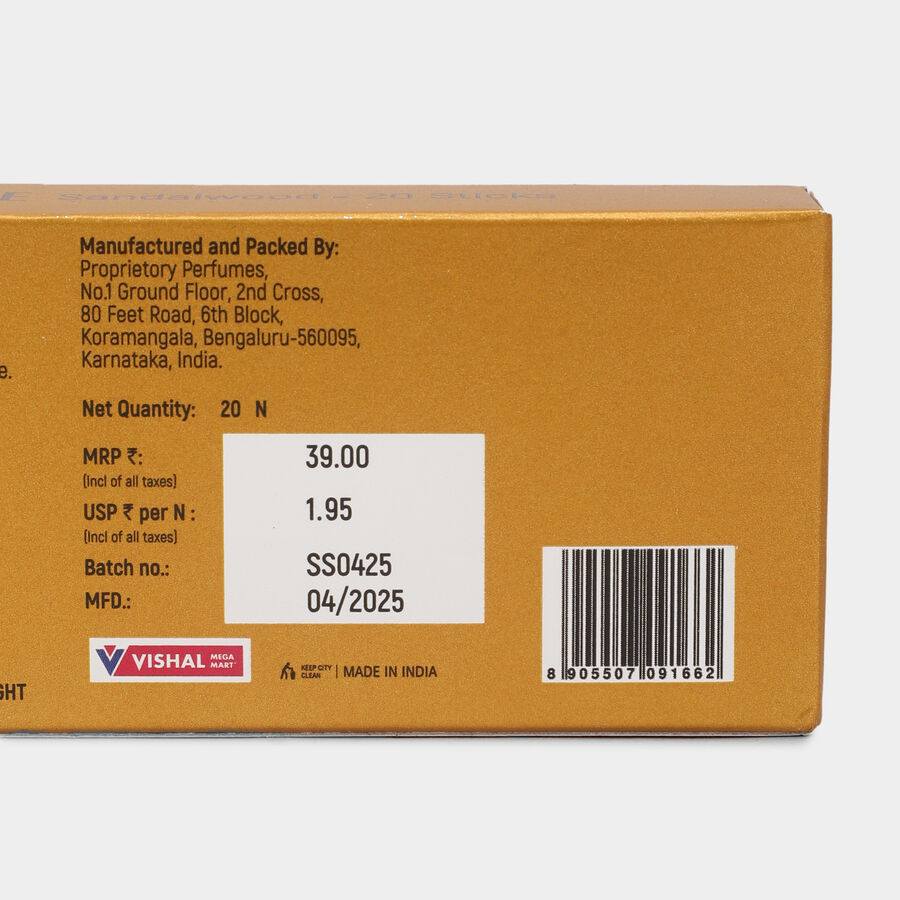 E Sandalwood - 20 Sticks
Manufactured and Packed By:
Proprietory Perfumes,
No.1 Ground Floor, 2nd Cross,
80 Feet Road, 6th Block,
Koramangala, Bengaluru-560095,
Karnataka, India.
e.
Net Quantity: 20 N
MRP ₹: 39.00
(Incl of all taxes)
USP ₹ per N : 1.95
(Incl of all taxes)
Batch no.: SS0425
MFD.: 04/2025
VISHAL MEGA MART
KEEP CITY CLEAN | MADE IN INDIA
GHT
8 905507 091662